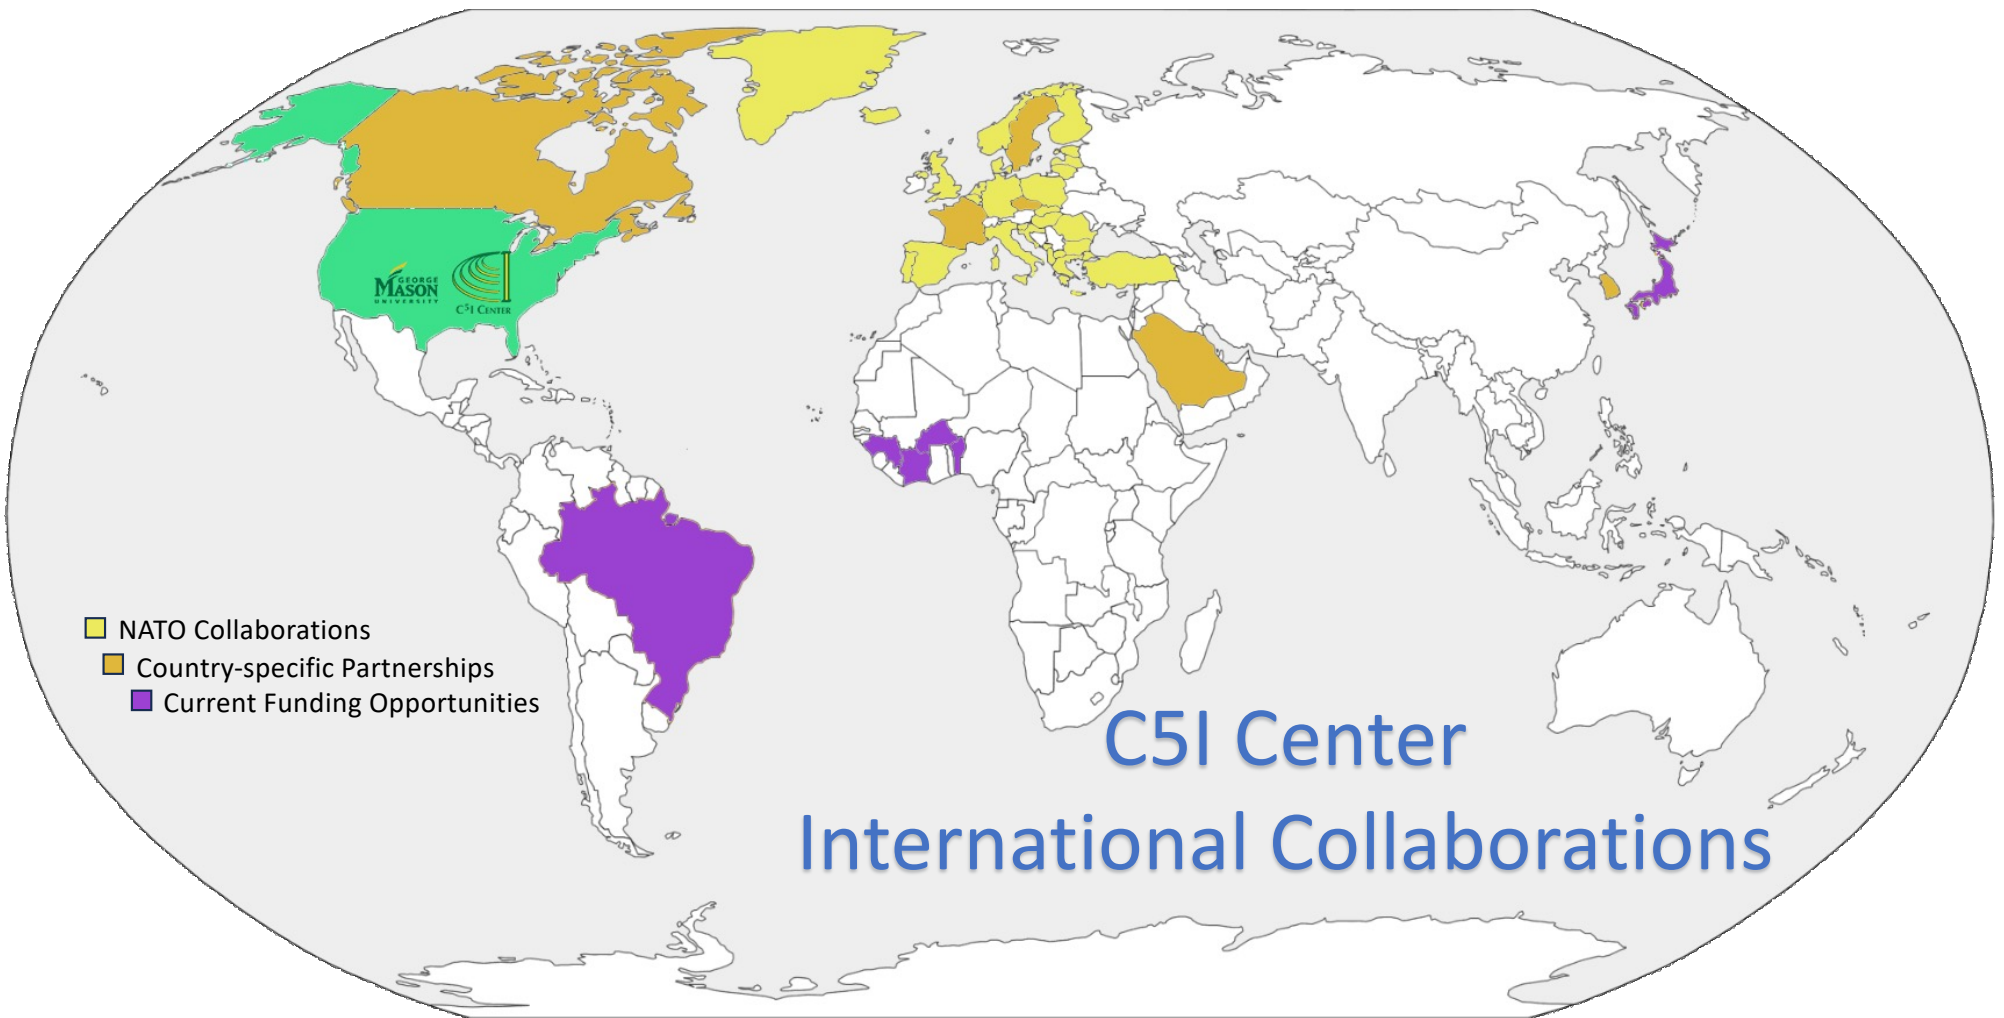 GEORGE
MASON
UNIVERSITY
C⁵I CENTER
NATO Collaborations
Country-specific Partnerships
Current Funding Opportunities
C5I Center
International Collaborations